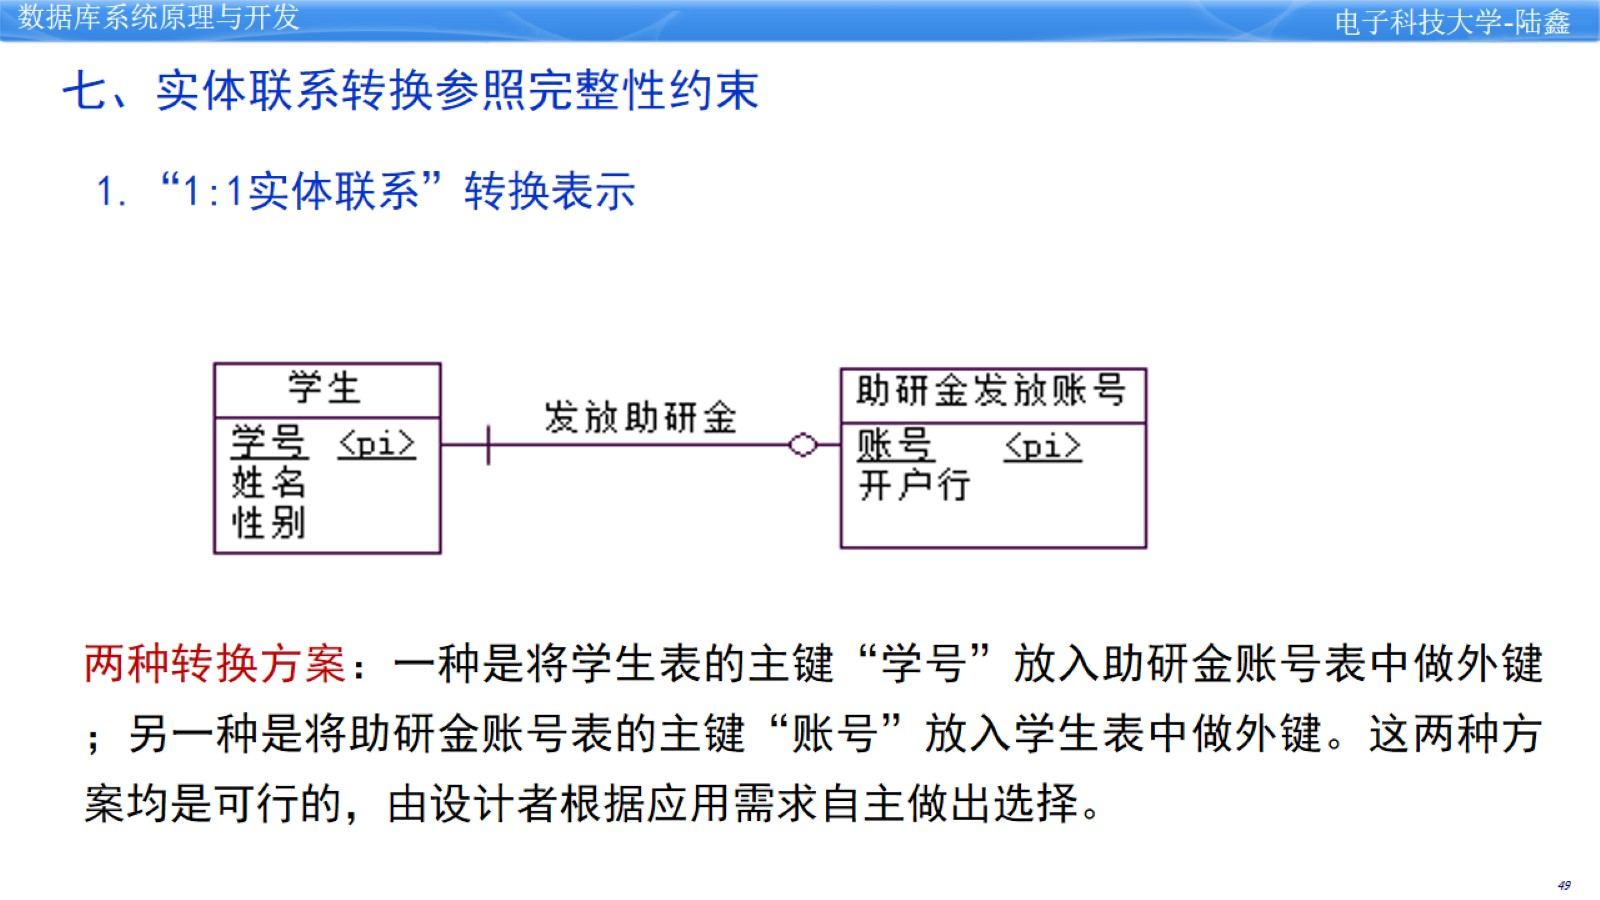 数据库系统原理与开发
电子科技大学-陆鑫
七、实体联系转换参照完整性约束
1. “1:1实体联系”转换表示
学生
学号 <pi>
姓名
性别
发放助研金
助研金发放账号
账号 <pi>
开户行
两种转换方案：一种是将学生表的主键“学号”放入助研金账号表中做外键
；另一种是将助研金账号表的主键“账号”放入学生表中做外键。这两种方
案均是可行的，由设计者根据应用需求自主做出选择。
49